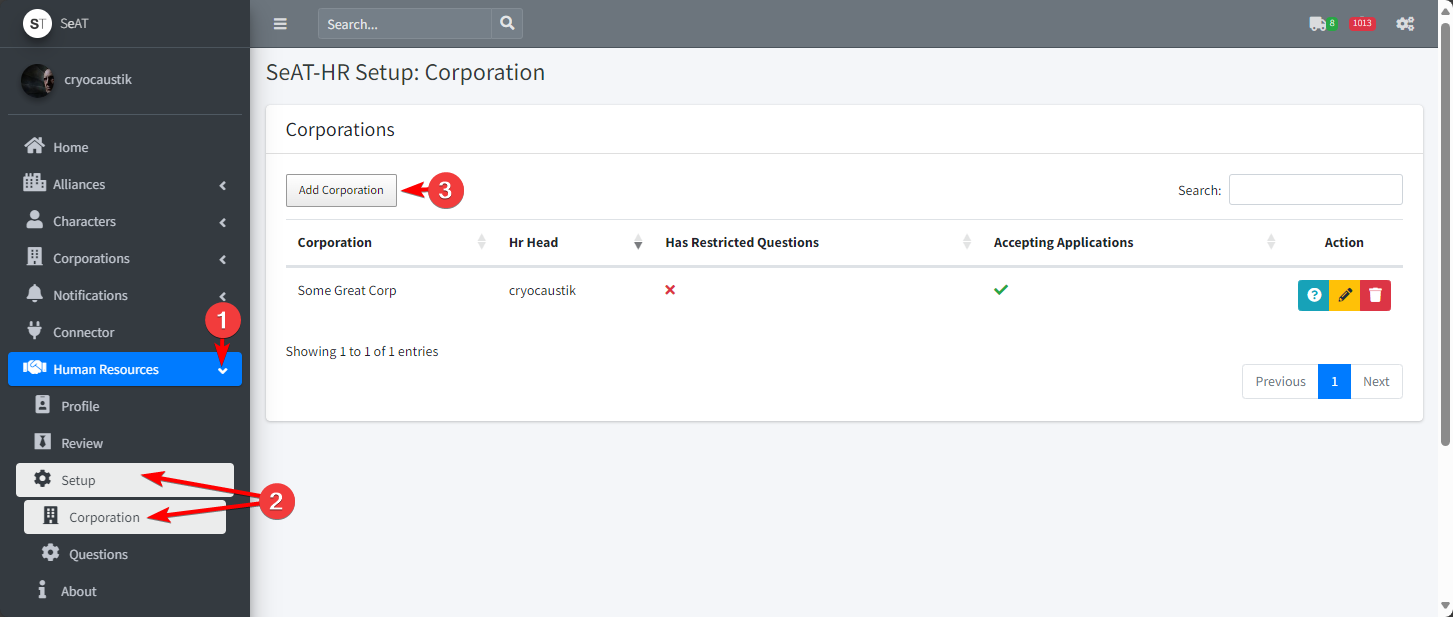 ST SeAT
Search...
8
1013
cryocaustik
Home
Alliances
Characters
Corporations
Notifications
Connector
Human Resources
Profile
Review
Setup
Corporation
Questions
About
1
2
SeAT-HR Setup: Corporation
Corporations
Add Corporation
3
Search:
Corporation Hr Head Has Restricted Questions Accepting Applications Action
Some Great Corp cryocaustik
Showing 1 to 1 of 1 entries
Previous 1 Next